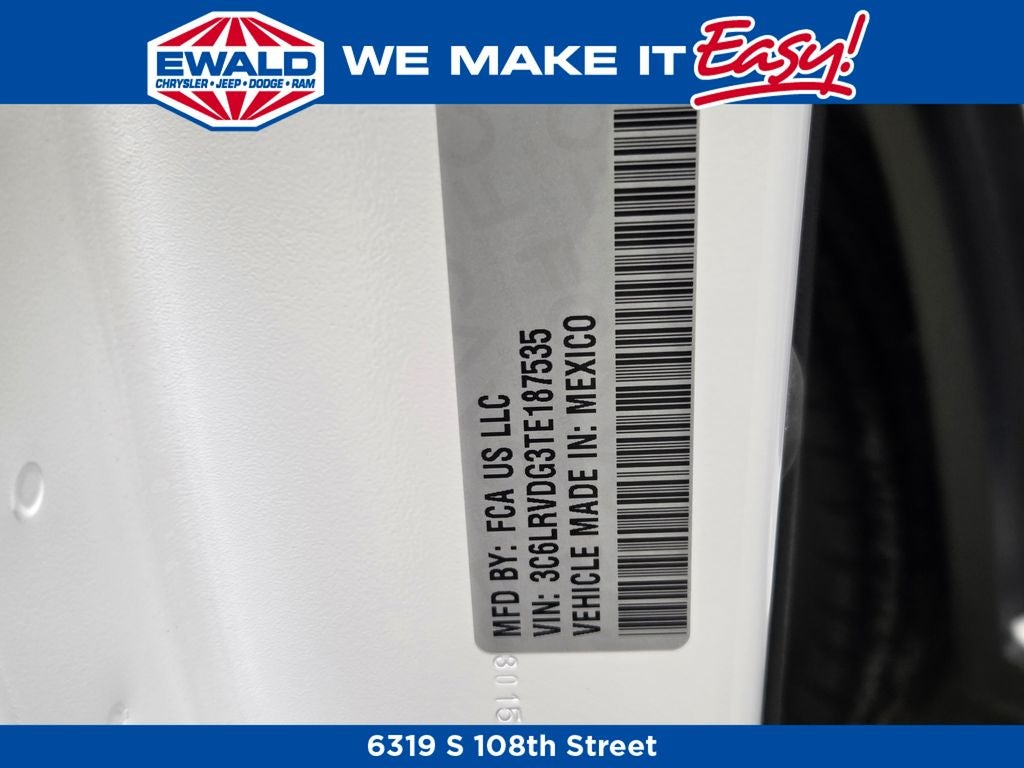 EWALD
CHRYSLER • JEEP • DODGE • RAM
WE MAKE IT Easy!
MFD BY: FCA US LLC
VIN: 3C6LRVDG3TE187535
VEHICLE MADE IN: MEXICO
6319 S 108th Street